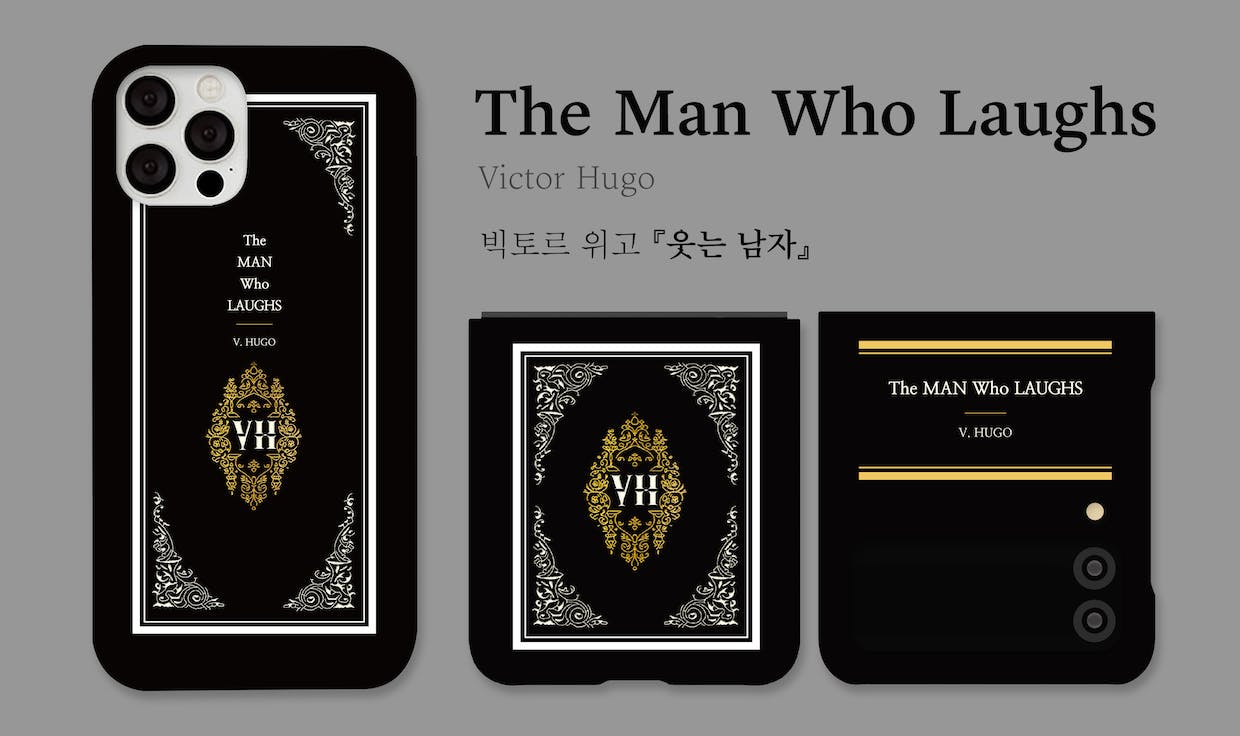 The Man Who Laughs
Victor Hugo
빅토르 위고 『웃는 남자』
The
MAN
Who
LAUGHS
V. HUGO
VH
VH
The MAN Who LAUGHS
V. HUGO